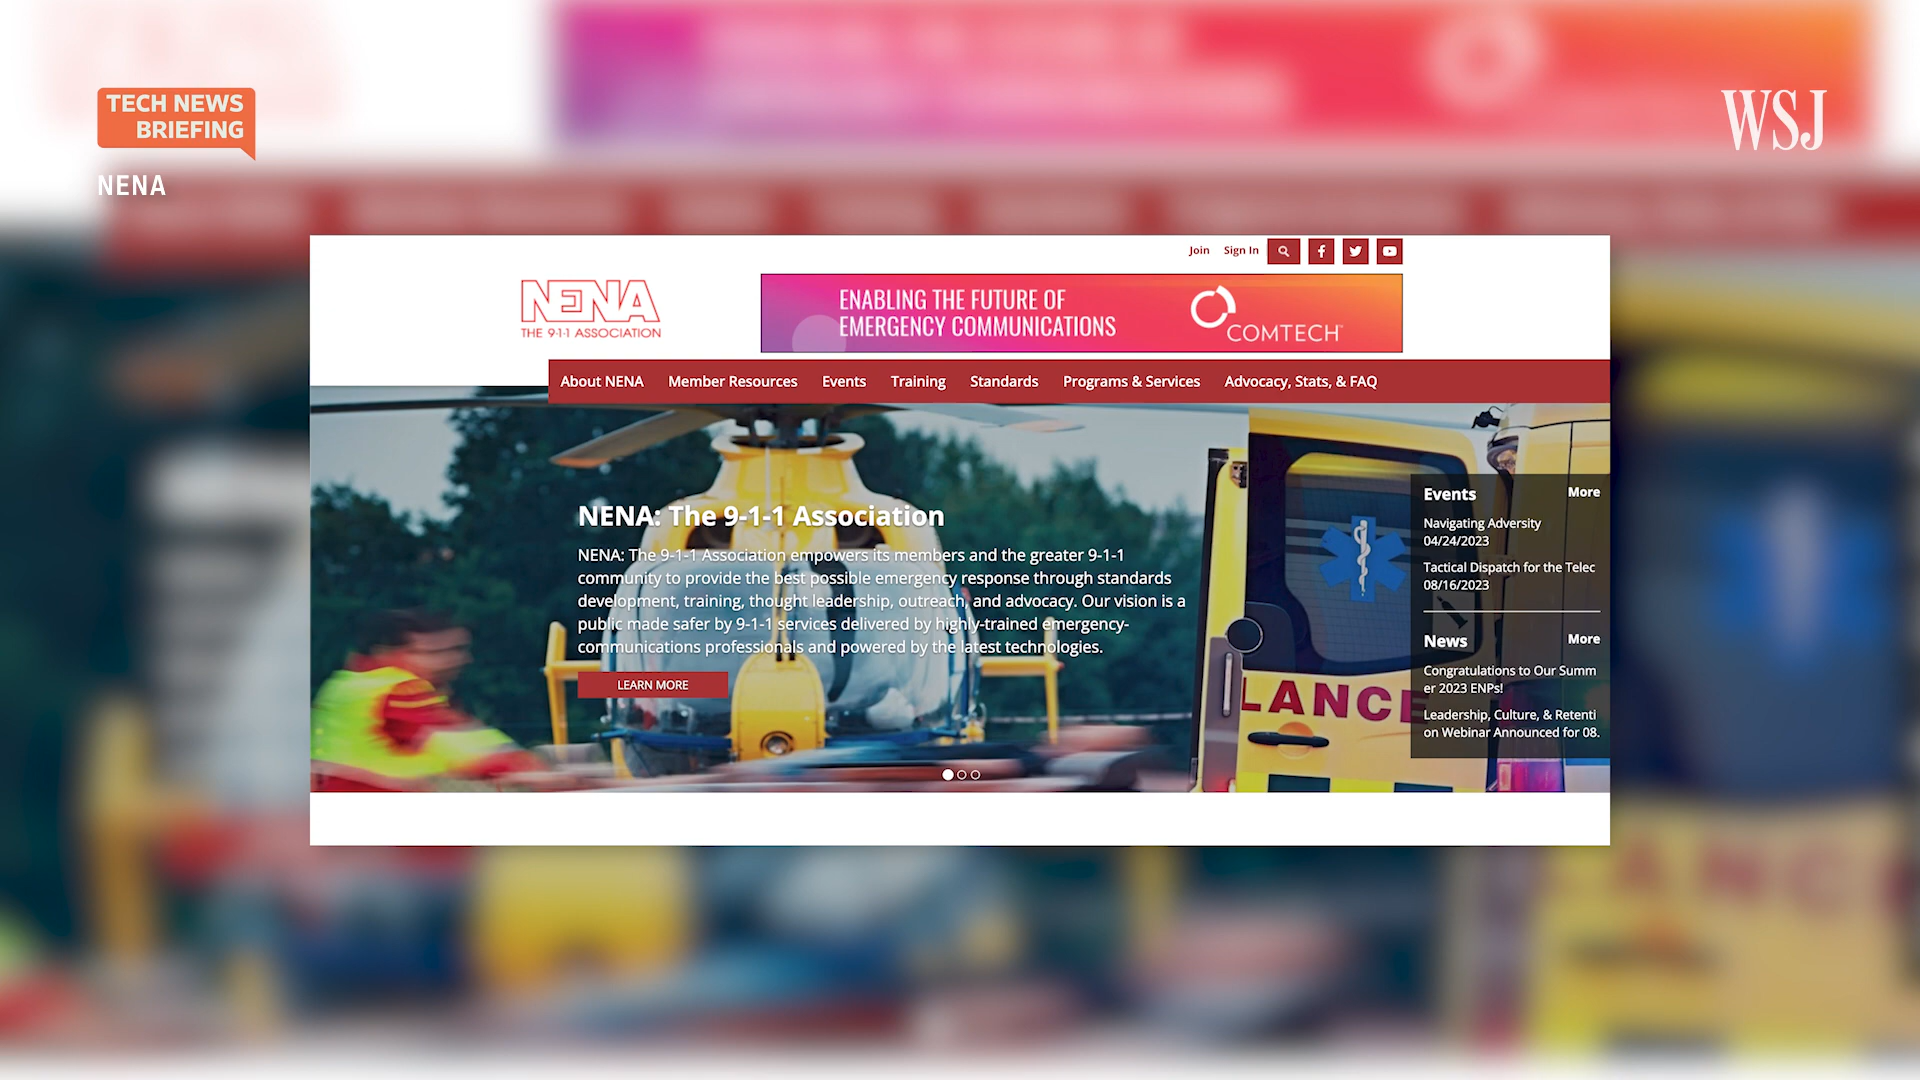 TECH NEWS
BRIEFING
NENA
WSJ
Join Sign In
NENA
THE 9-1-1 ASSOCIATION
ENABLING THE FUTURE OF
EMERGENCY COMMUNICATIONS
COMTECH
About NENA Member Resources Events Training Standards Programs & Services Advocacy, Stats, & FAQ
NENA: The 9-1-1 Association
NENA: The 9-1-1 Association empowers its members and the greater 9-1-1
community to provide the best possible emergency response through standards
development, training, thought leadership, outreach, and advocacy. Our vision is a
public made safer by 9-1-1 services delivered by highly-trained emergency-
communications professionals and powered by the latest technologies.
LEARN MORE
LANCE
Events More
Navigating Adversity
04/24/2023
Tactical Dispatch for the Telec
08/16/2023
News More
Congratulations to Our Summ
er 2023 ENPs!
Leadership, Culture, & Retenti
on Webinar Announced for 08.